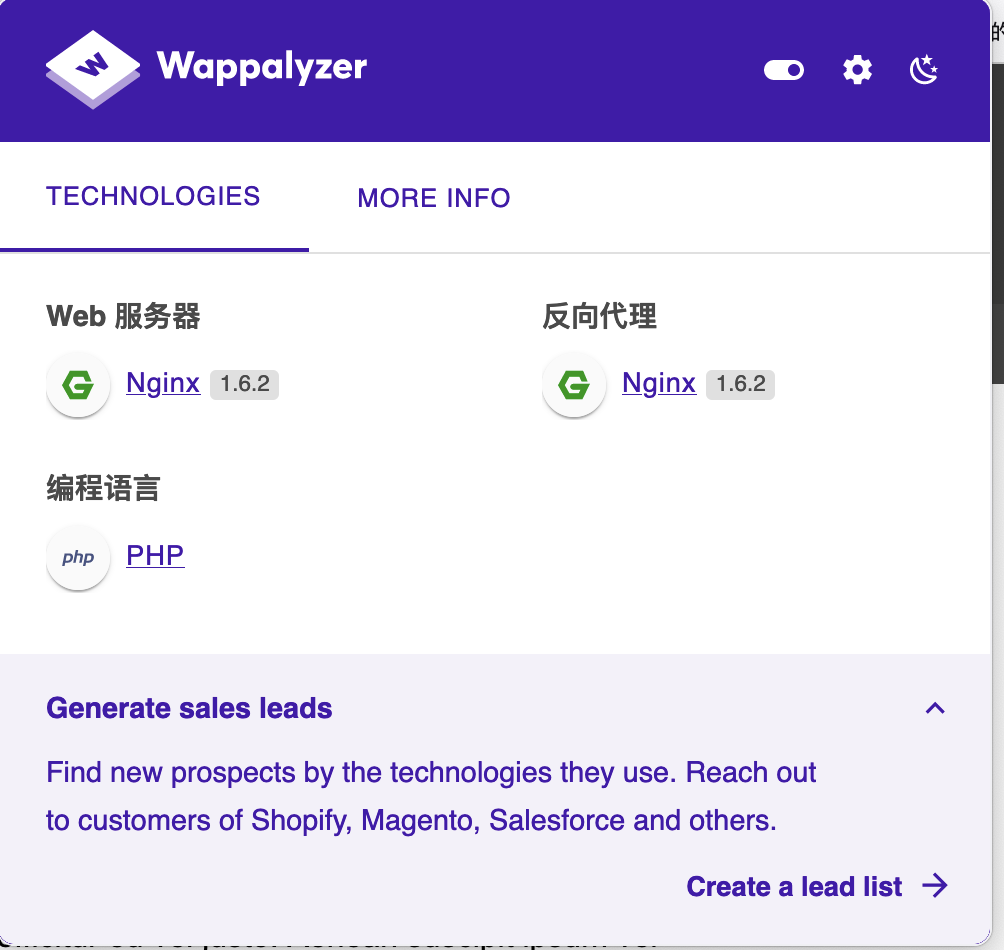 Wappalyzer
的
TECHNOLOGIES
MORE INFO
Web 服务器
反向代理
Nginx 1.6.2
Nginx 1.6.2
编程语言
php PHP
Generate sales leads
Find new prospects by the technologies they use. Reach out
to customers of Shopify, Magento, Salesforce and others.
Create a lead list